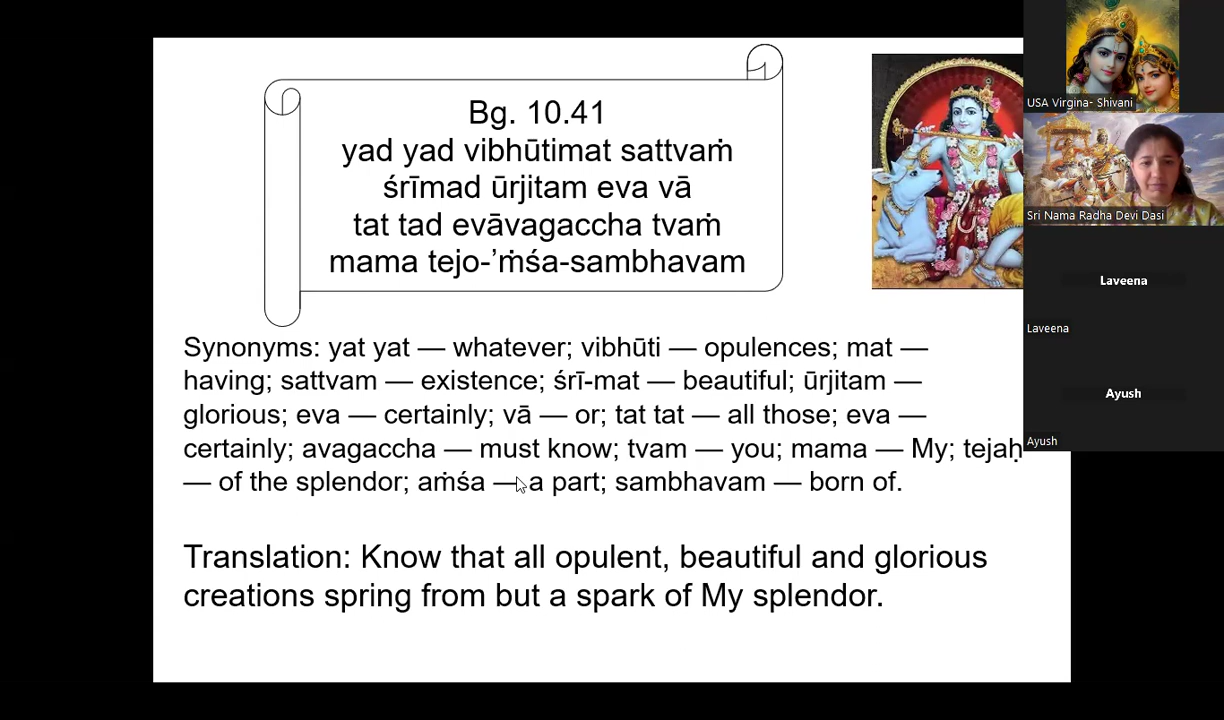 Bg. 10.41
yad yad vibhūtimat sattvaṁ
śrīmad ūrjitam eva vā
tat tad evāvagaccha tvaṁ
mama tejo-’ṁśa-sambhavam
Synonyms: yat yat — whatever; vibhūti — opulences; mat —
having; sattvam — existence; śrī-mat — beautiful; ūrjitam —
glorious; eva — certainly; vā — or; tat tat — all those; eva —
certainly; avagaccha — must know; tvam — you; mama — My; tejaḥ
— of the splendor; aṁśa — a part; sambhavam — born of.
Translation: Know that all opulent, beautiful and glorious
creations spring from but a spark of My splendor.
USA Virgina- Shivani
Sri Nama Radha Devi Dasi
Laveena
Laveena
Ayush
Ayush